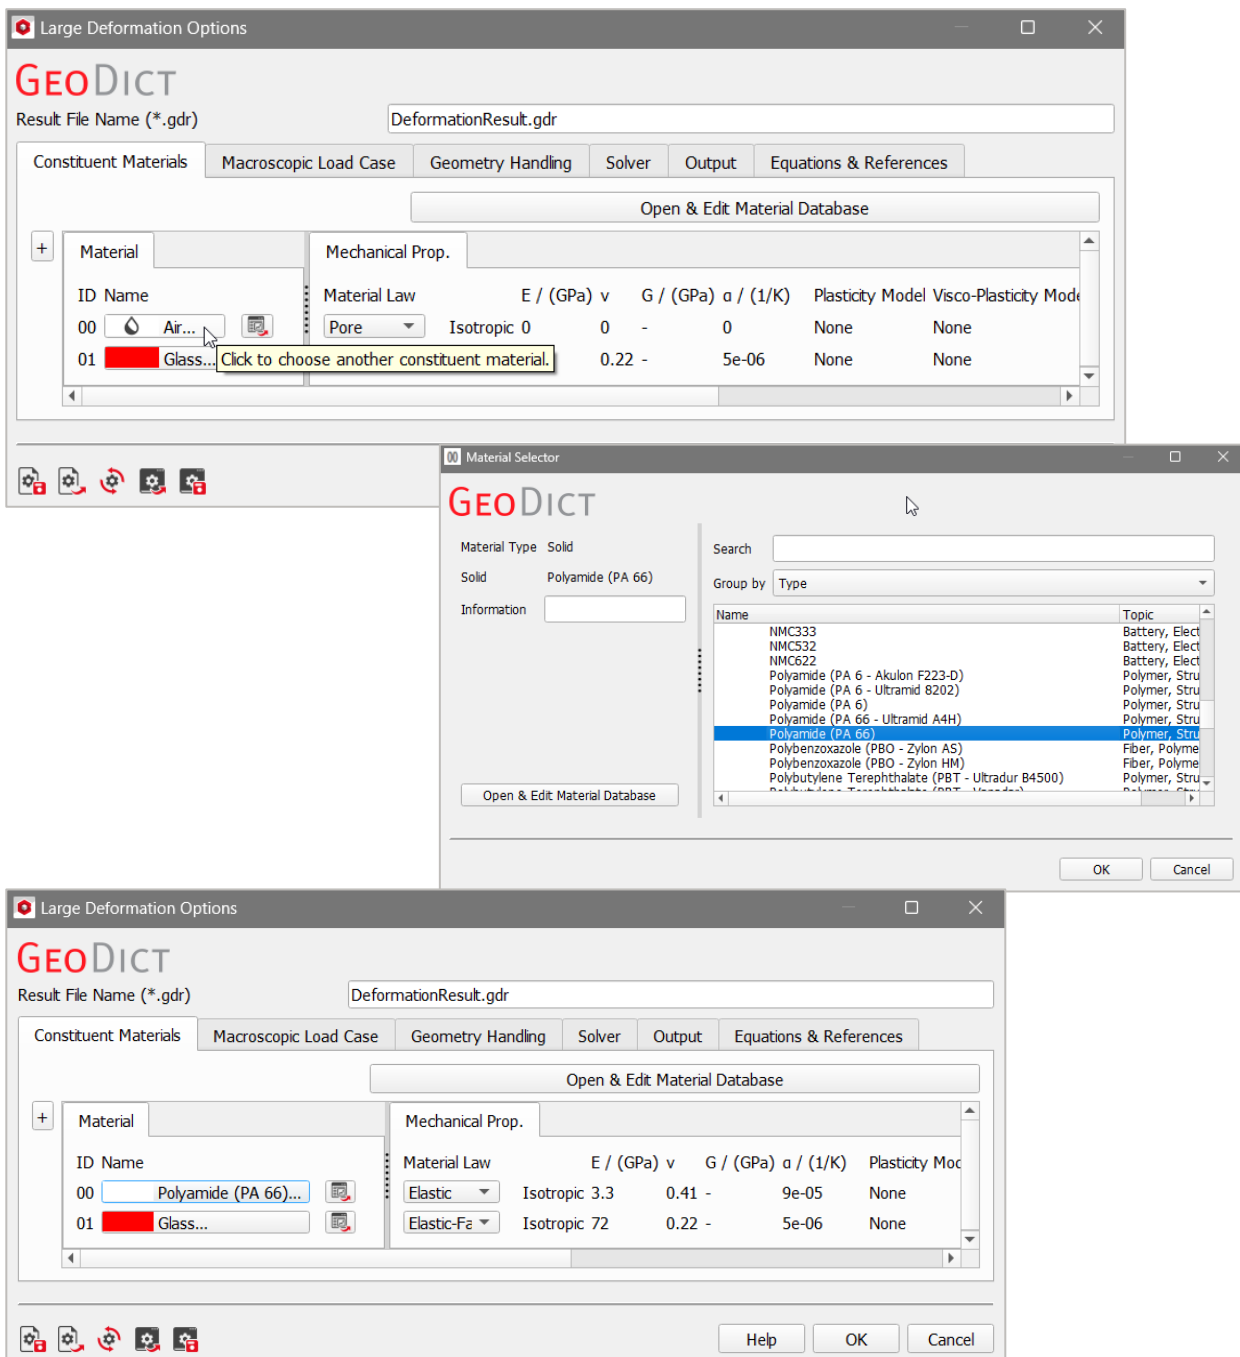 Large Deformation Options
GEODICT
Result File Name (*.gdr) DeformationResult.gdr
Constituent Materials Macroscopic Load Case Geometry Handling Solver Output Equations & References
Open & Edit Material Database
+ Material Mechanical Prop.
ID Name Material Law E / (GPa) ν G / (GPa) α / (1/K) Plasticity Model Visco-Plasticity Mode
00 Air... Pore Isotropic 0 0 - 0 None None
01 Glass... Click to choose another constituent material. 0.22 - 5e-06 None None
Material Selector
GEODICT
Material Type Solid
Solid Polyamide (PA 66)
Information
Open & Edit Material Database
Search
Group by Type
Name Topic
NMC333 Battery, Elect
NMC532 Battery, Elect
NMC622 Battery, Elect
Polyamide (PA 6 - Akulon F223-D) Polymer, Stru
Polyamide (PA 6 - Ultramid 8202) Polymer, Stru
Polyamide (PA 6) Polymer, Stru
Polyamide (PA 66 - Ultramid A4H) Polymer, Stru
Polyamide (PA 66) Polymer, Stru
Polybenzoxazole (PBO - Zylon AS) Fiber, Polyme
Polybenzoxazole (PBO - Zylon HM) Fiber, Polyme
Polybutylene Terephthalate (PBT - Ultradur B4500) Polymer, Stru
Polybutylene Terephthalate (PBT - Polymer, Stru
OK Cancel
Large Deformation Options
GEODICT
Result File Name (*.gdr) DeformationResult.gdr
Constituent Materials Macroscopic Load Case Geometry Handling Solver Output Equations & References
Open & Edit Material Database
+ Material Mechanical Prop.
ID Name Material Law E / (GPa) ν G / (GPa) α / (1/K) Plasticity Moc
00 Polyamide (PA 66)... Elastic Isotropic 3.3 0.41 - 9e-05 None
01 Glass... Elastic-Fa Isotropic 72 0.22 - 5e-06 None
Help OK Cancel